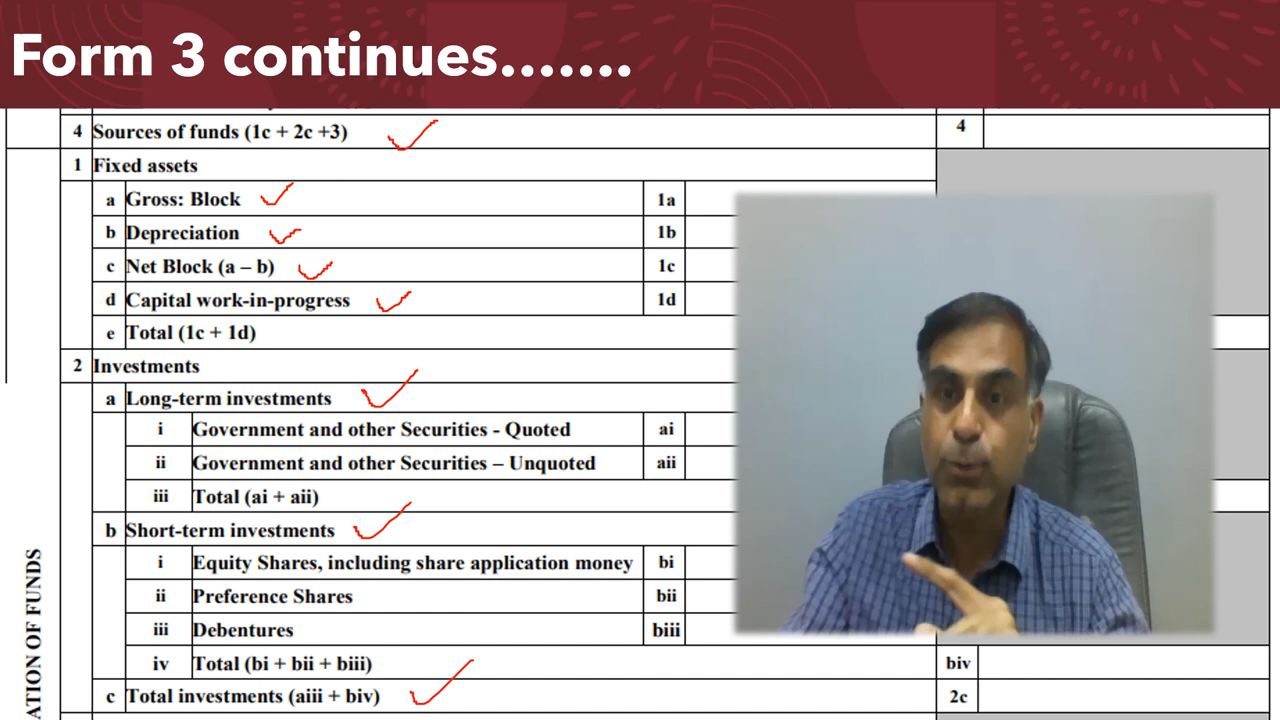 Form 3 continues.......
4 Sources of funds (1c + 2c +3) 4
1 Fixed assets
a Gross: Block 1a
b Depreciation 1b
c Net Block (a – b) 1c
d Capital work-in-progress 1d
e Total (1c + 1d)
2 Investments
a Long-term investments
i Government and other Securities - Quoted ai
ii Government and other Securities – Unquoted aii
iii Total (ai + aii)
b Short-term investments
i Equity Shares, including share application money bi
ii Preference Shares bii
iii Debentures biii
iv Total (bi + bii + biii) biv
c Total investments (aiii + biv) 2c
ATION OF FUNDS